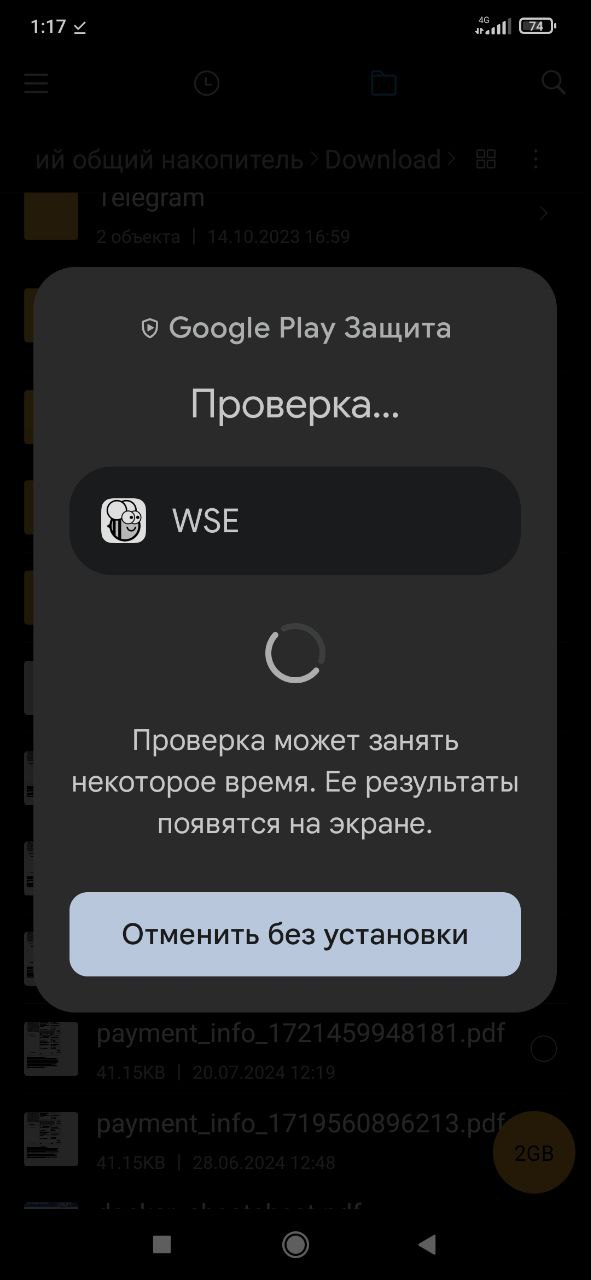 1:17
4G
74
ий общий накопитель > Download >
Telegram
2 объекта | 14.10.2023 16:59
Google Play Защита
Проверка...
WSE
Проверка может занять
некоторое время. Ее результаты
появятся на экране.
Отменить без установки
payment_info_1721459948181.pdf
41.15KB | 20.07.2024 12:19
payment_info_1719560896213.pdf
41.15KB | 28.06.2024 12:48
2GB